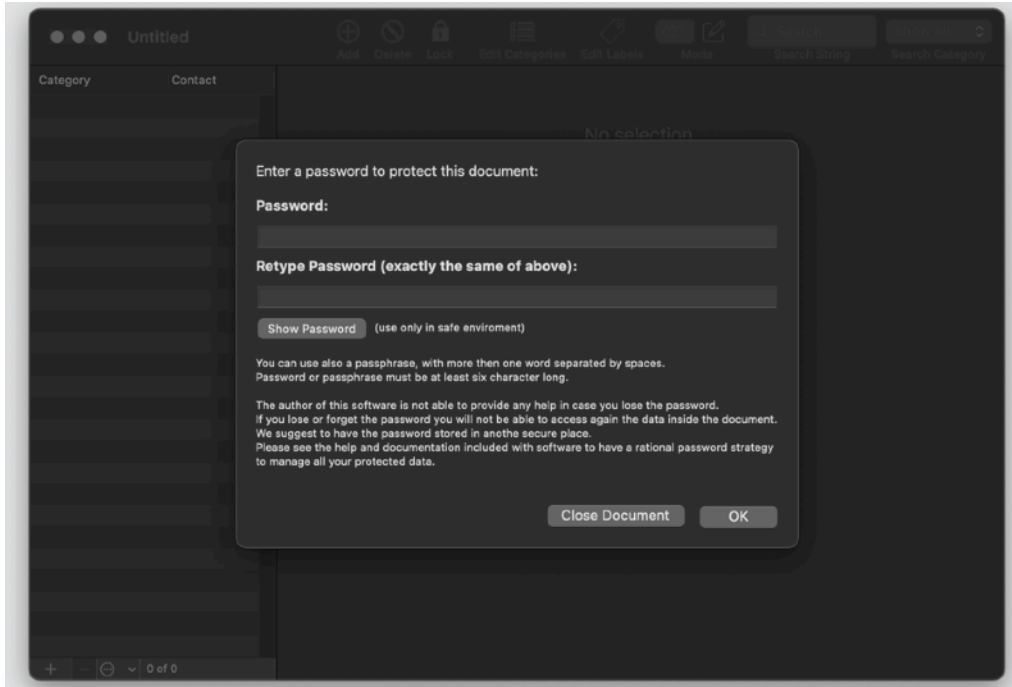 Untitled
Add Delete Lock Edit Categories Edit Labels Mode Search String Search Category
Search
Show All
Category Contact
No selection
Enter a password to protect this document:
Password:
Retype Password (exactly the same of above):
Show Password (use only in safe enviroment)
You can use also a passphrase, with more then one word separated by spaces.
Password or passphrase must be at least six character long.
The author of this software is not able to provide any help in case you lose the password.
If you lose or forget the password you will not be able to access again the data inside the document.
We suggest to have the password stored in anothe secure place.
Please see the help and documentation included with software to have a rational password strategy
to manage all your protected data.
Close Document OK
0 of 0